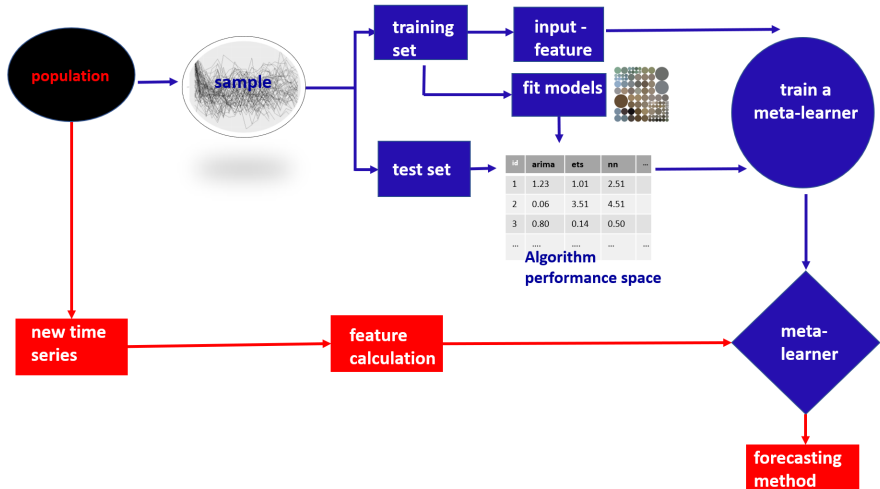 population
sample
training
set
input -
feature
fit models
train a
meta-learner
test set
id arima ets nn ...
1 1.23 1.01 2.51
2 0.06 3.51 4.51
3 0.80 0.14 0.50
... .... ... ... ...
Algorithm
performance space
new time
series
feature
calculation
meta-
learner
forecasting
method